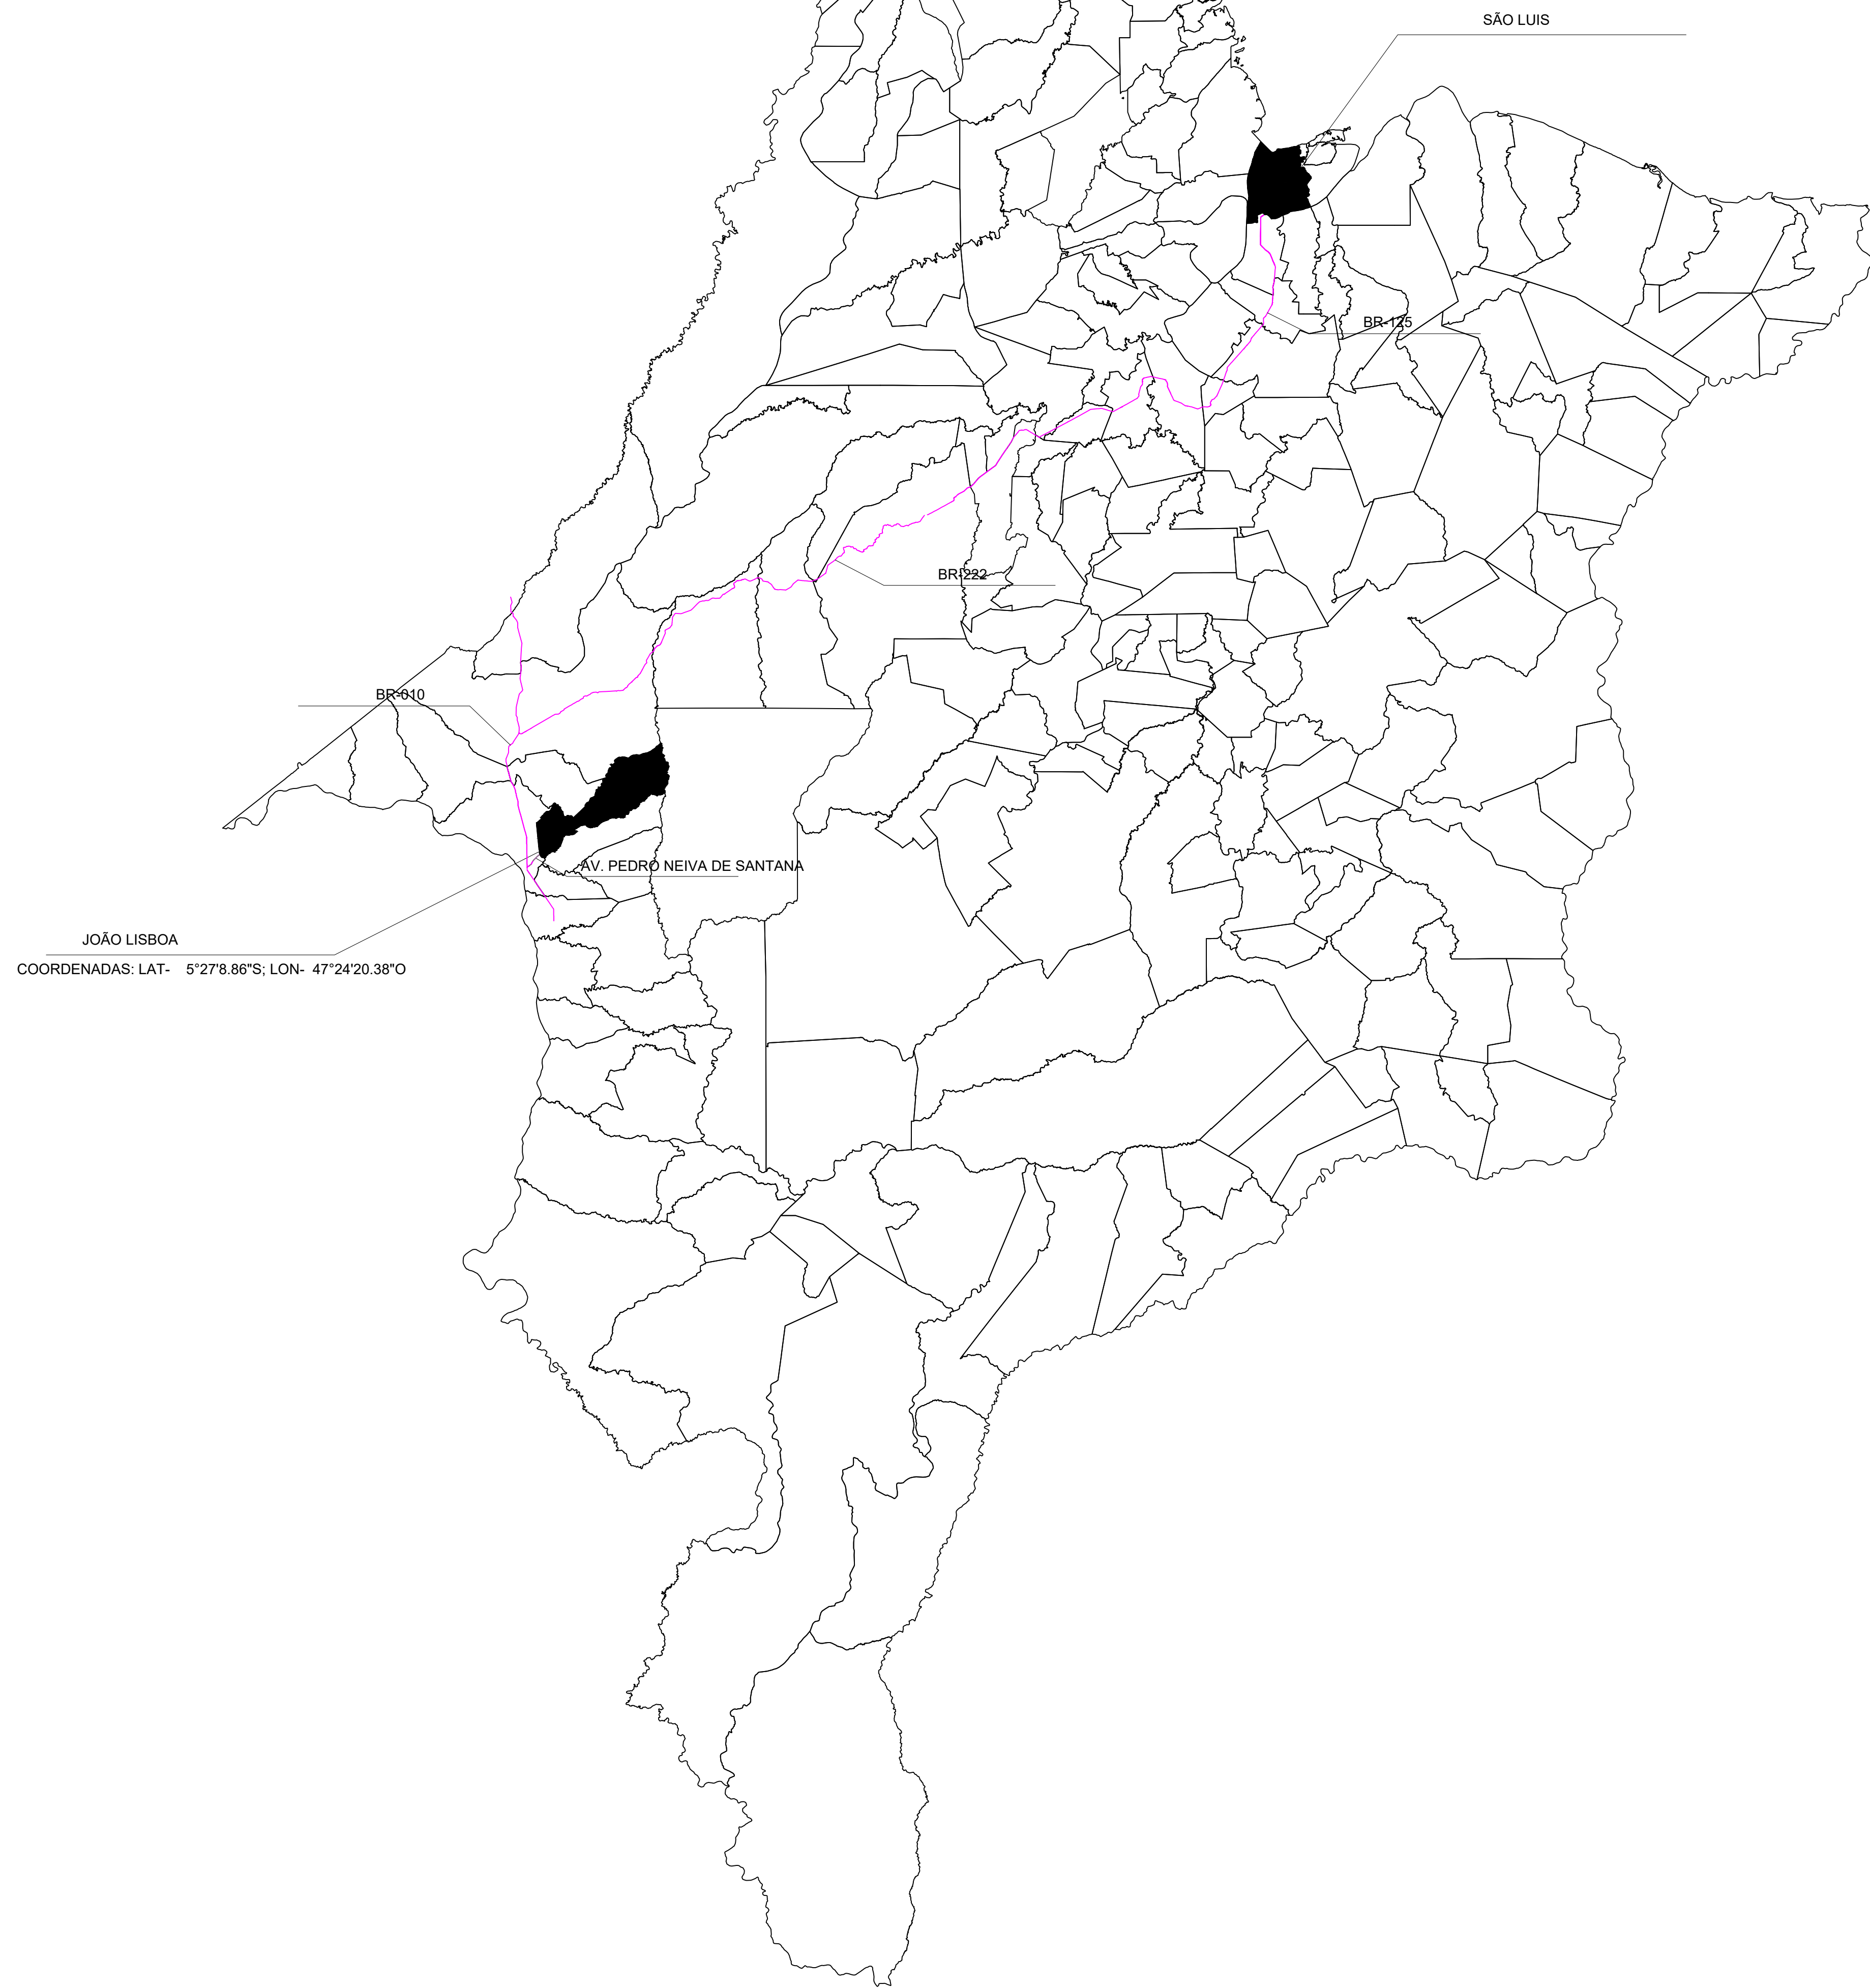 SÃO LUIS
BR-125
BR-222
BR-010
AV. PEDRO NEIVA DE SANTANA
JOÃO LISBOA
COORDENADAS: LAT- 5°27'8.86"S; LON- 47°24'20.38"O